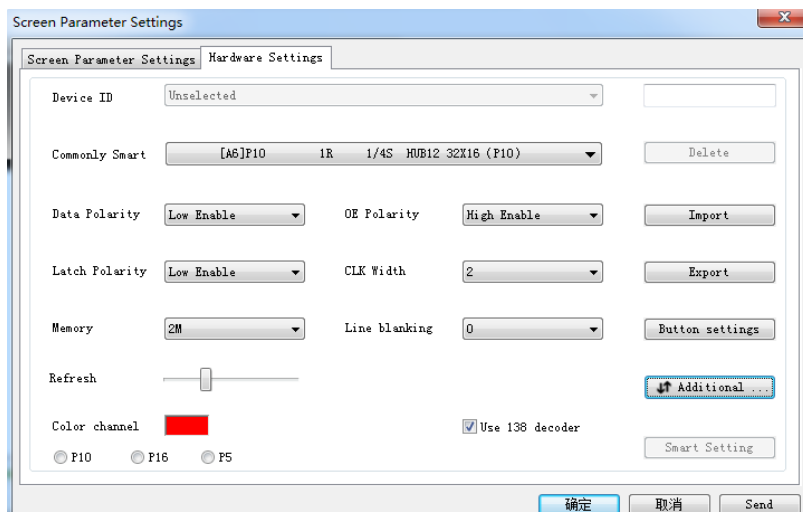 Screen Parameter Settings
Screen Parameter Settings Hardware Settings
Device ID Unselected
Commonly Smart [A6]P10 1R 1/4S HUB12 32X16 (P10) Delete
Data Polarity Low Enable OE Polarity High Enable Import
Latch Polarity Low Enable CLK Width 2 Export
Memory 2M Line blanking 0 Button settings
Refresh Additional ...
Color channel Use 138 decoder Smart Setting
P10 P16 P5
确定 取消 Send